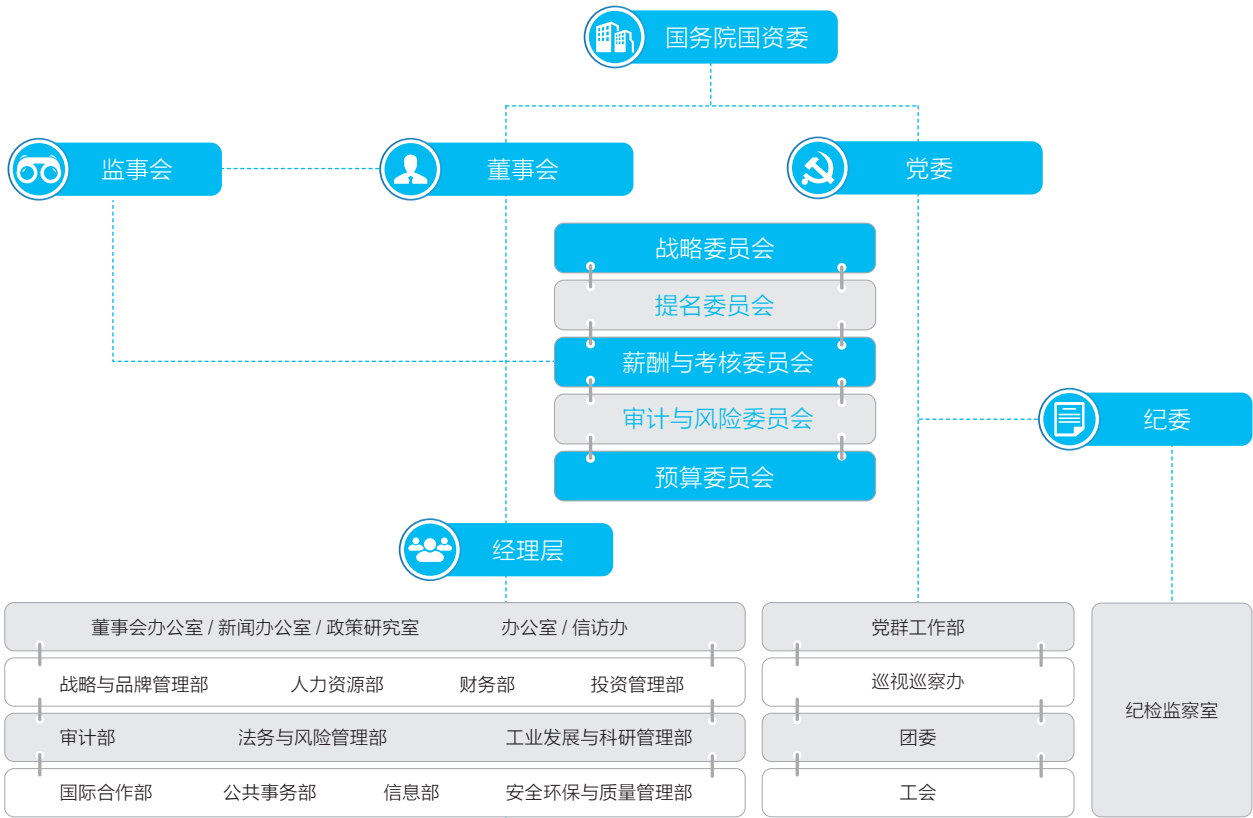 国务院国资委
监事会
董事会
党委
战略委员会
提名委员会
薪酬与考核委员会
审计与风险委员会
预算委员会
纪委
经理层
董事会办公室 / 新闻办公室 / 政策研究室 办公室 / 信访办
战略与品牌管理部 人力资源部 财务部 投资管理部
审计部 法务与风险管理部 工业发展与科研管理部
国际合作部 公共事务部 信息部 安全环保与质量管理部
党群工作部
巡视巡察办
团委
工会
纪检监察室